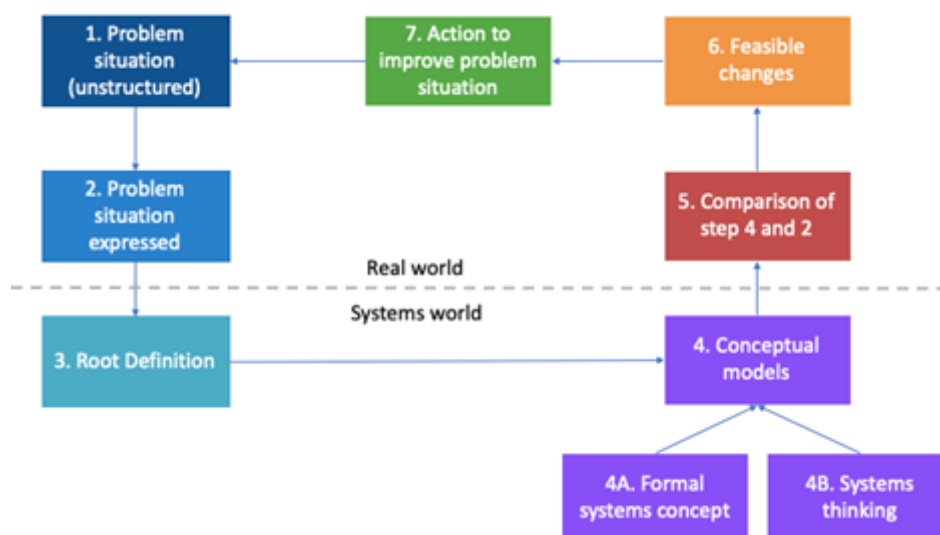 1. Problem
situation
(unstructured)
7. Action to
improve problem
situation
6. Feasible
changes
2. Problem
situation
expressed
5. Comparison of
step 4 and 2
Real world
Systems world
3. Root Definition
4. Conceptual
models
4A. Formal
systems concept
4B. Systems
thinking